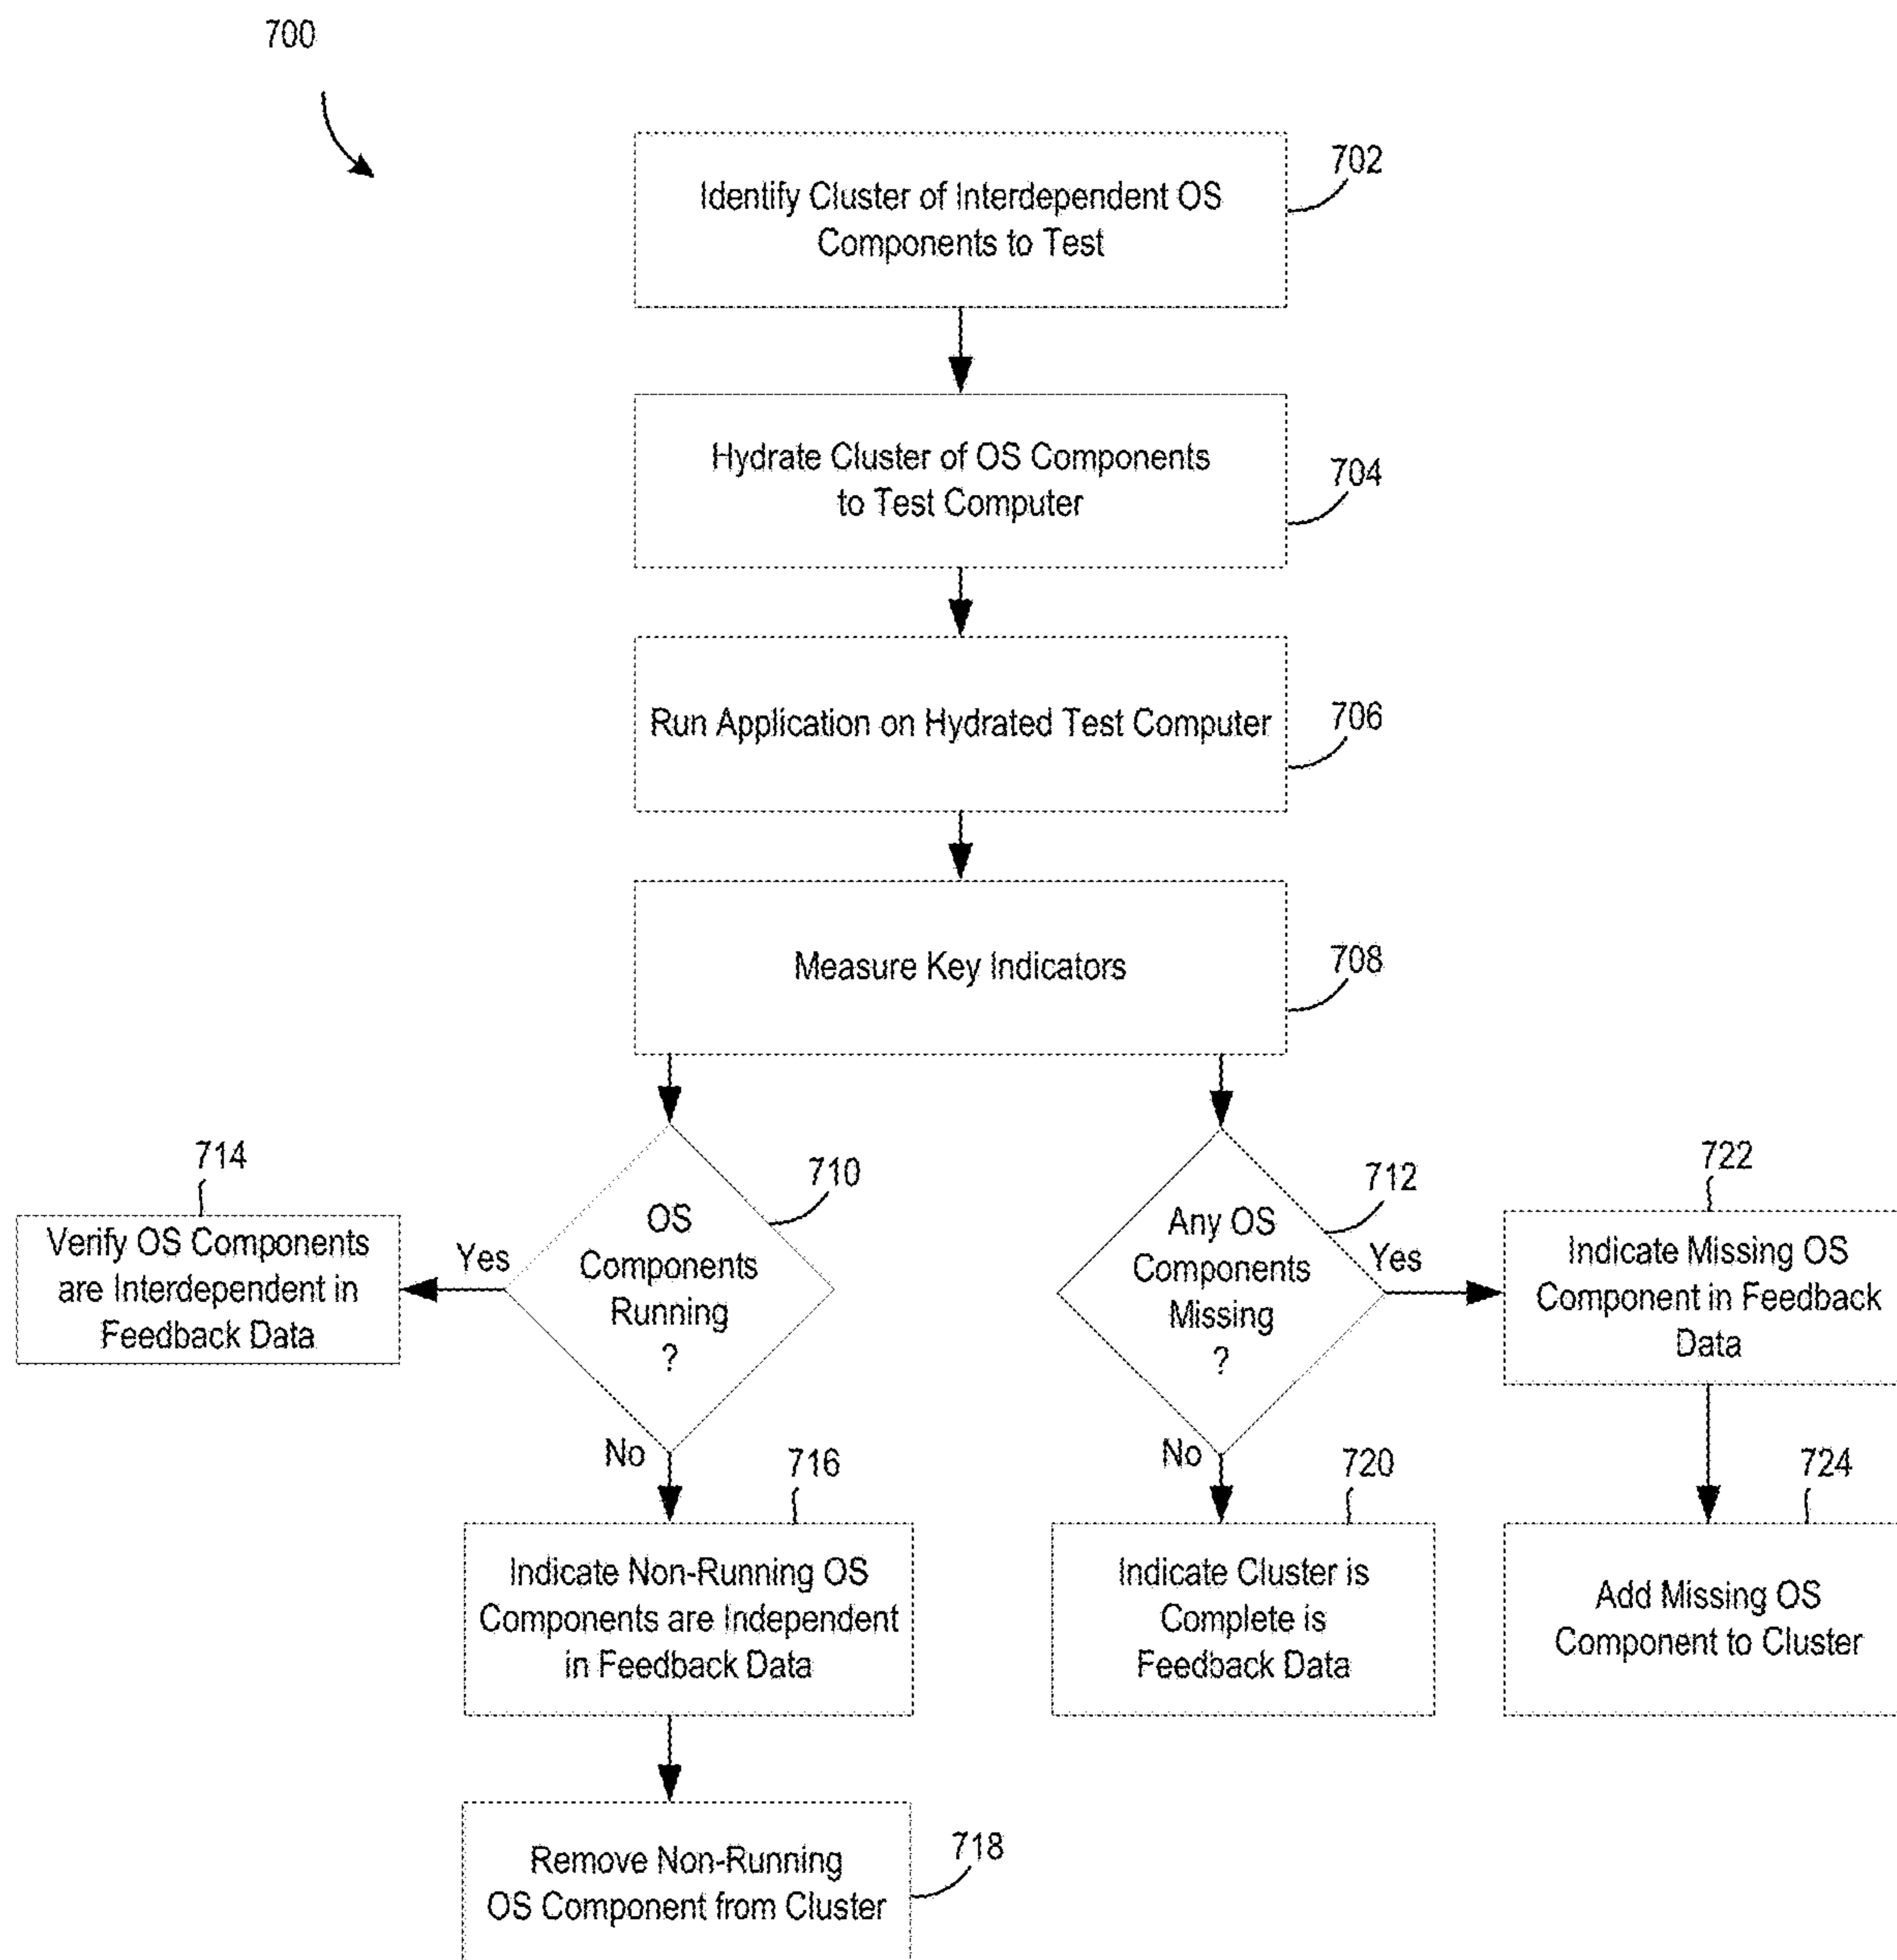 700
702
Identify Cluster of Interdependent OS
Components to Test
Hydrate Cluster of OS Components
to Test Computer
704
Run Application on Hydrated Test Computer
706
Measure Key Indicators
708
714
Verify OS Components
are Interdependent in
Feedback Data
Yes
OS
Components
Running
?
710
No
Any OS
Components
Missing
?
712
Yes
No
722
Indicate Missing OS
Component in Feedback
Data
716
Indicate Non-Running OS
Components are Independent
in Feedback Data
720
Indicate Cluster is
Complete is
Feedback Data
724
Add Missing OS
Component to Cluster
Remove Non-Running
OS Component from Cluster
718